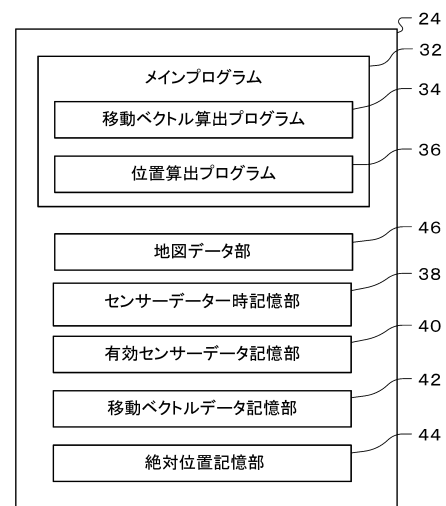 24
メインプログラム
32
移動ベクトル算出プログラム
34
位置算出プログラム
36
地図データ部
46
センサーデータ一時記憶部
38
有効センサーデータ記憶部
40
移動ベクトルデータ記憶部
42
絶対位置記憶部
44